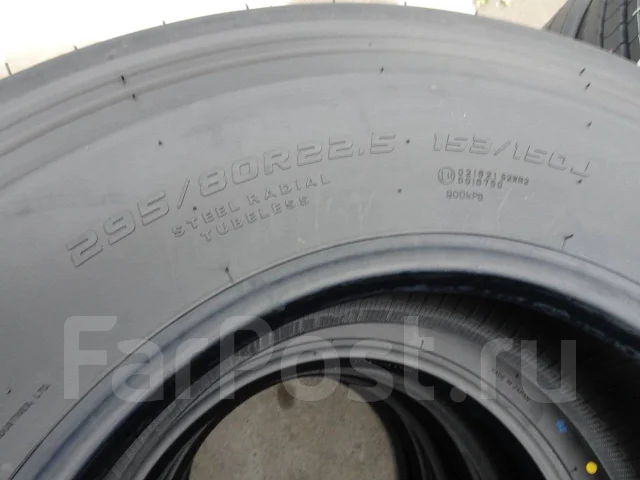 295/80R22.5 153/150J
STEEL RADIAL
TUBELESS
900kPa
FarPost.ru